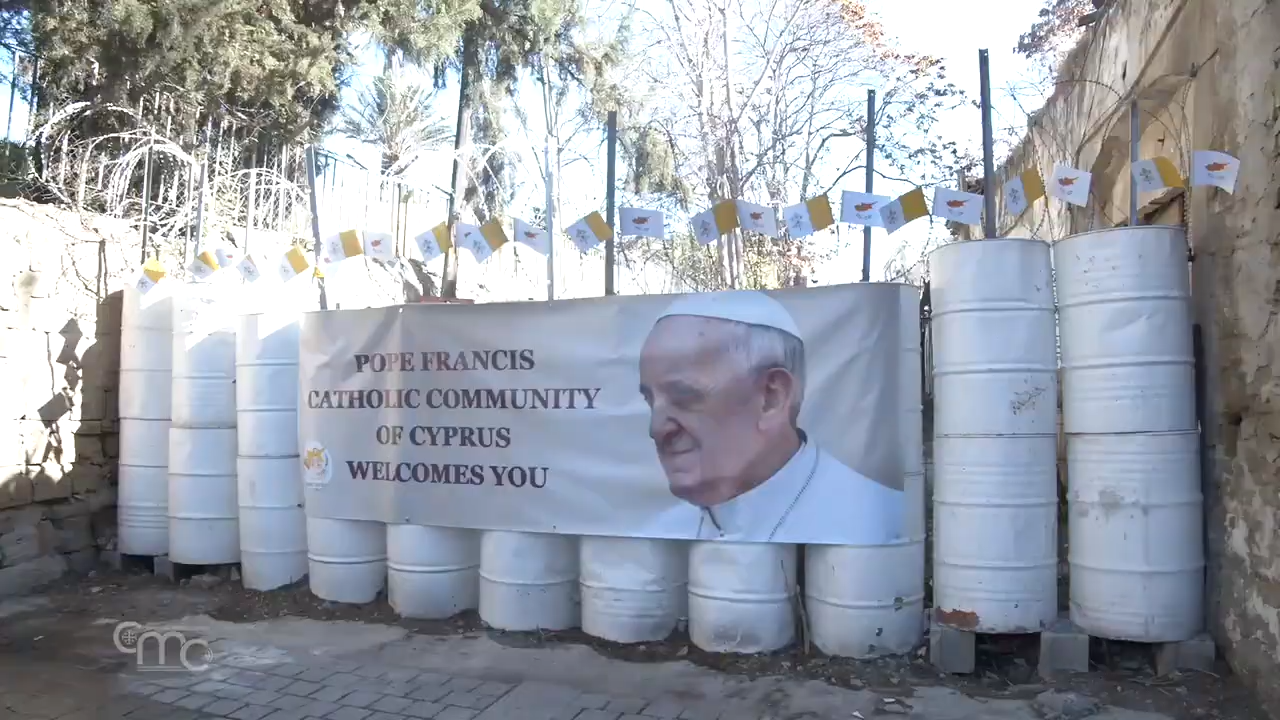 POPE FRANCIS
CATHOLIC COMMUNITY
OF CYPRUS
WELCOMES YOU
cmc